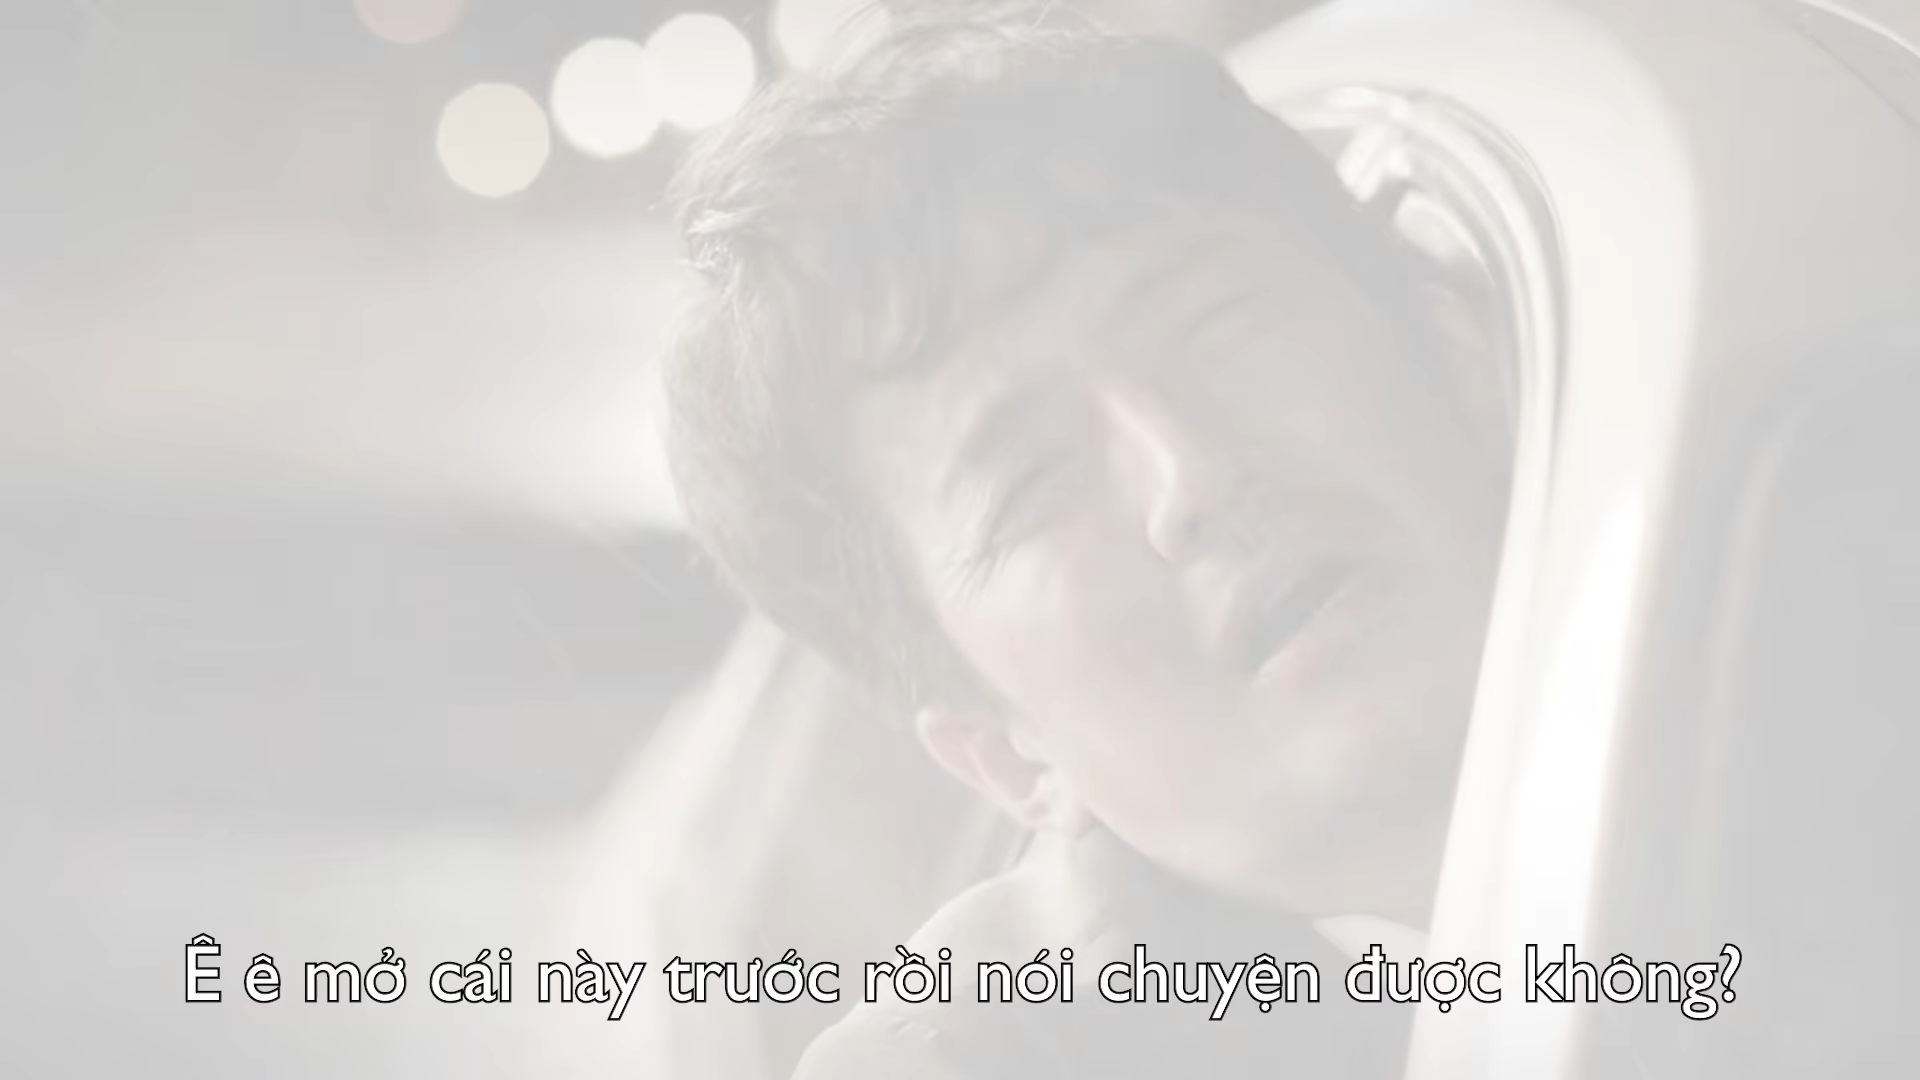 Ê ê mở cái này trước rồi nói chuyện được không?